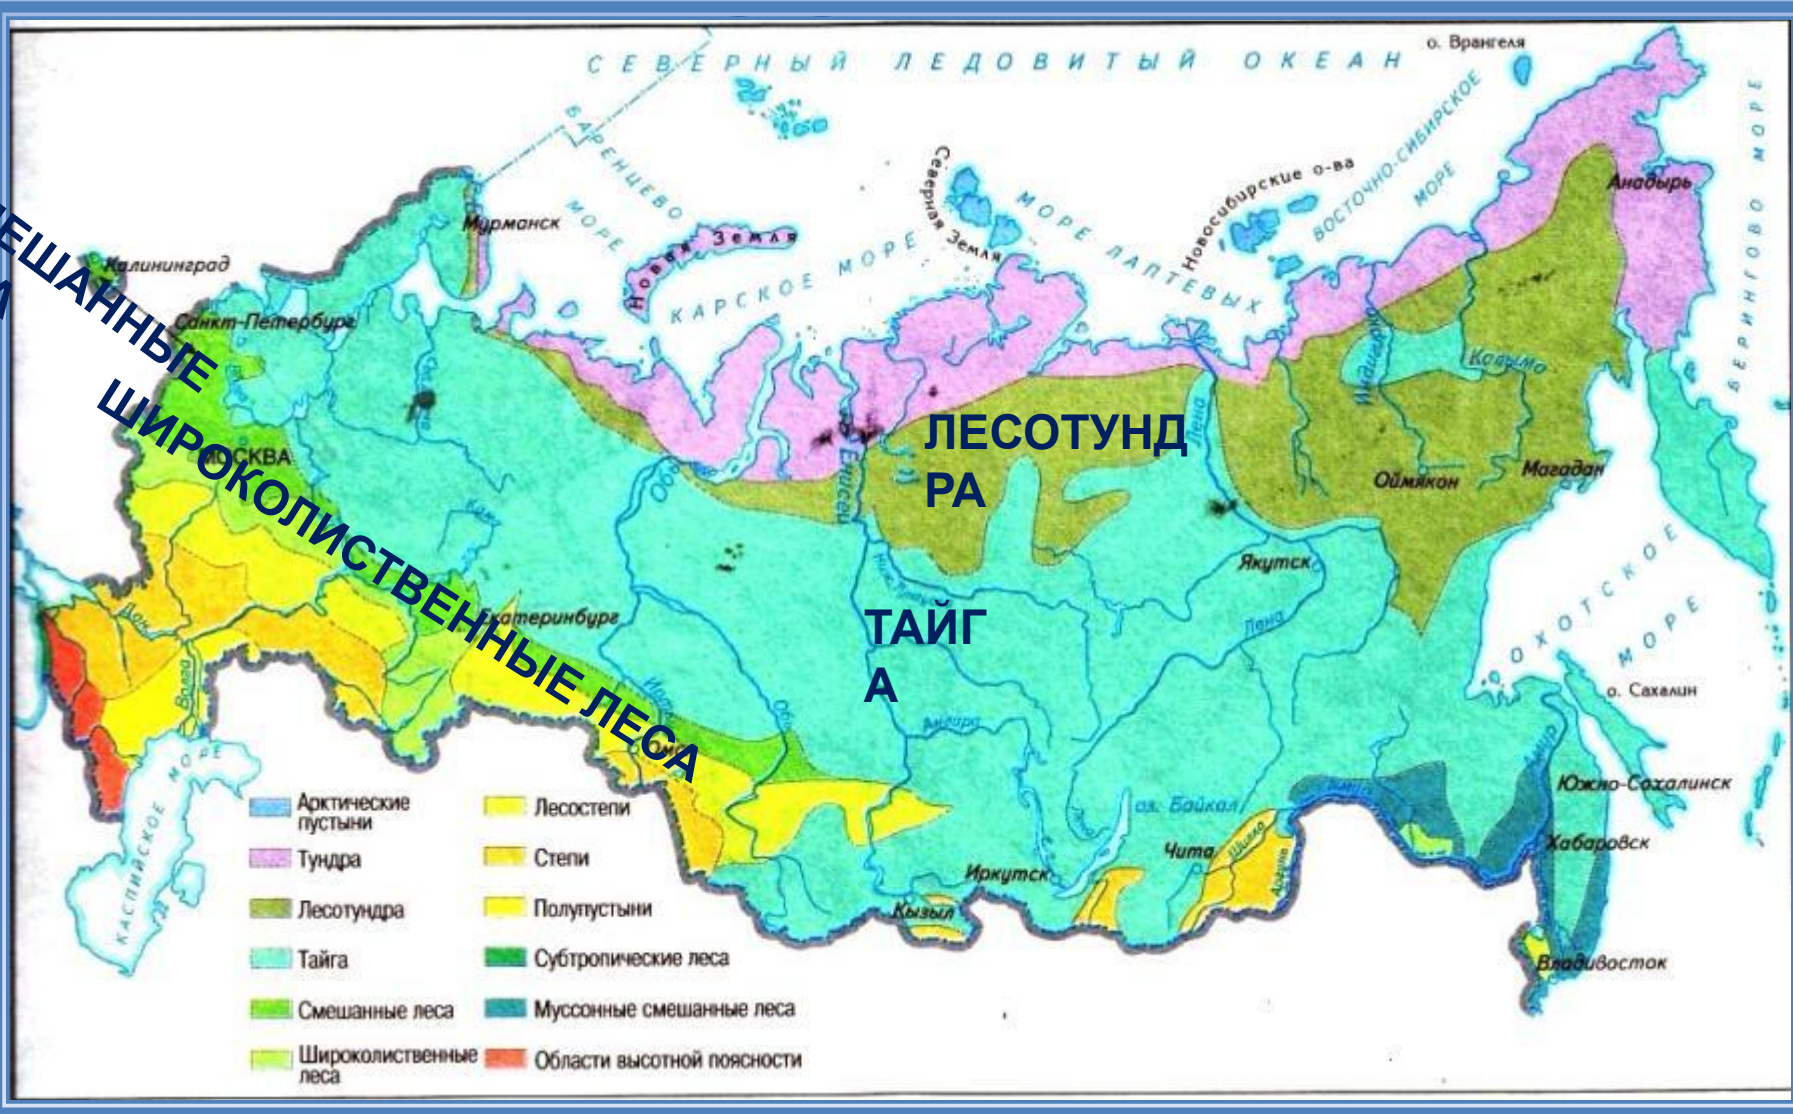 СЕВЕРНЫЙ ЛЕДОВИТЫЙ ОКЕАН
о. Врангеля
БАРЕНЦЕВО
МОРЕ
Новая Земля
КАРСКОЕ МОРЕ
Северная Земля
МОРЕ ЛАПТЕВЫХ
Новосибирские о-ва
ВОСТОЧНО-СИБИРСКОЕ
МОРЕ
БЕРИНГОВО МОРЕ
Анадырь
Мурманск
Калининград
Санкт-Петербург
МОСКВА
ЕШАННЫЕ
ШИРОКОЛИСТВЕННЫЕ ЛЕСА
ЛЕСОТУНД
РА
ТАЙГ
А
Обь
Енисей
Лена
Индигирка
Колыма
Оймякон
Магадан
Якутск
Лена
Кама
Екатеринбург
Дон
Волга
Обь
Ангара
ОХОТСКОЕ
МОРЕ
о. Сахалин
Южно-Сахалинск
Амур
Хабаровск
Владивосток
оз. Байкал
Чита
Шилка
Аргунь
Иркутск
Кызыл
КАСПИЙСКОЕ МОРЕ
Арктические
пустыни
Тундра
Лесотундра
Тайга
Смешанные леса
Широколиственные
леса
Лесостепи
Степи
Полупустыни
Субтропические леса
Муссонные смешанные леса
Области высотной поясности